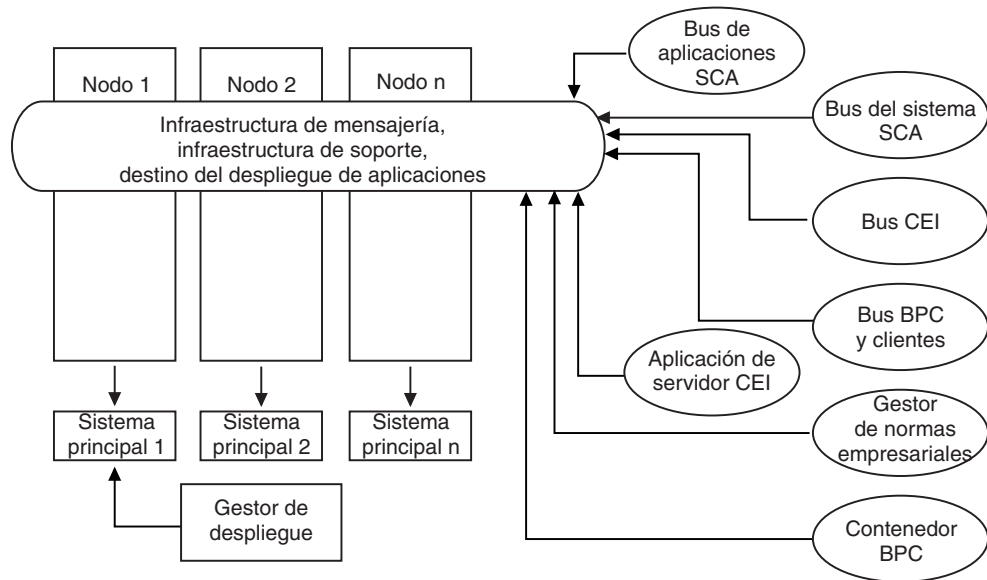 Nodo 1
Nodo 2
Nodo n
Infraestructura de mensajería,
infraestructura de soporte,
destino del despliegue de aplicaciones
Bus de
aplicaciones
SCA
Bus del sistema
SCA
Bus CEI
Bus BPC
y clientes
Aplicación de
servidor CEI
Gestor
de normas
empresariales
Contenedor
BPC
Sistema
principal 1
Sistema
principal 2
Sistema
principal n
Gestor de
despliegue